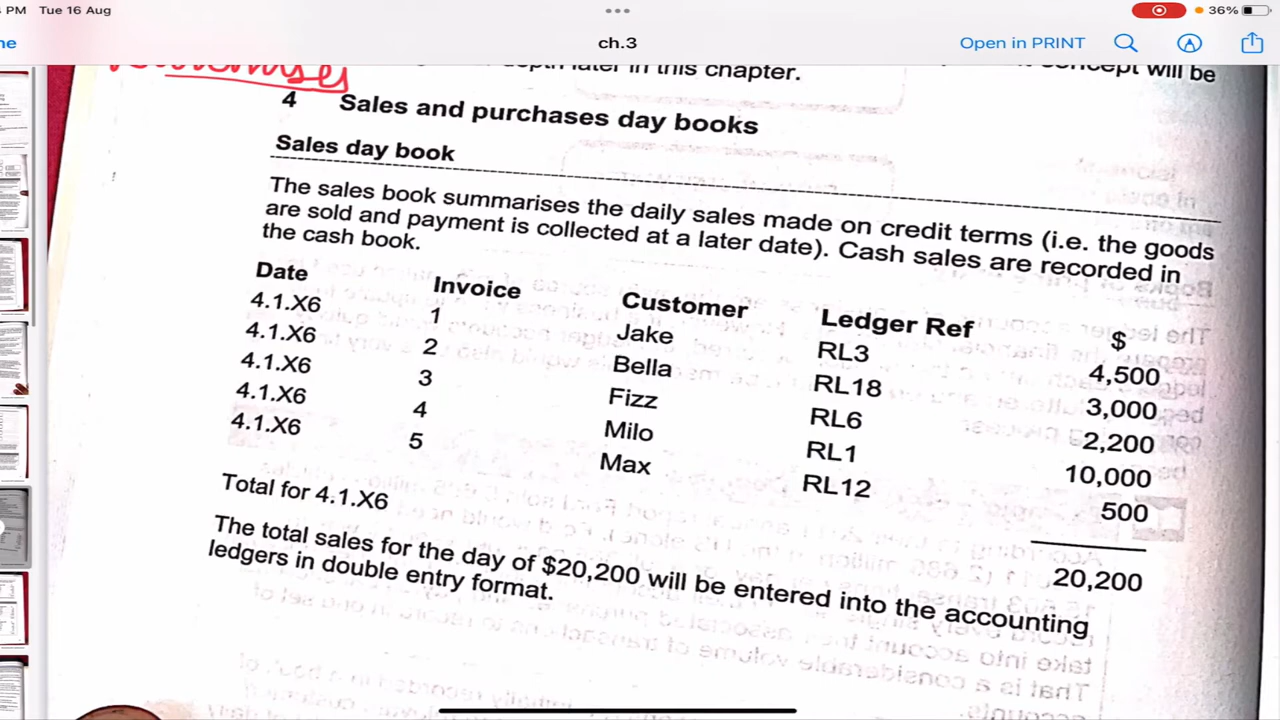 PM Tue 16 Aug
36%
ch.3
Open in PRINT
later in this chapter.
concept will be
4 Sales and purchases day books
Sales day book
The sales book summarises the daily sales made on credit terms (i.e. the goods
are sold and payment is collected at a later date). Cash sales are recorded in
the cash book.
Date Invoice Customer Ledger Ref $
4.1.X6 1 Jake RL3 4,500
4.1.X6 2 Bella RL18 3,000
4.1.X6 3 Fizz RL6 2,200
4.1.X6 4 Milo RL1 10,000
4.1.X6 5 Max RL12 500
Total for 4.1.X6 20,200
The total sales for the day of $20,200 will be entered into the accounting
ledgers in double entry format.